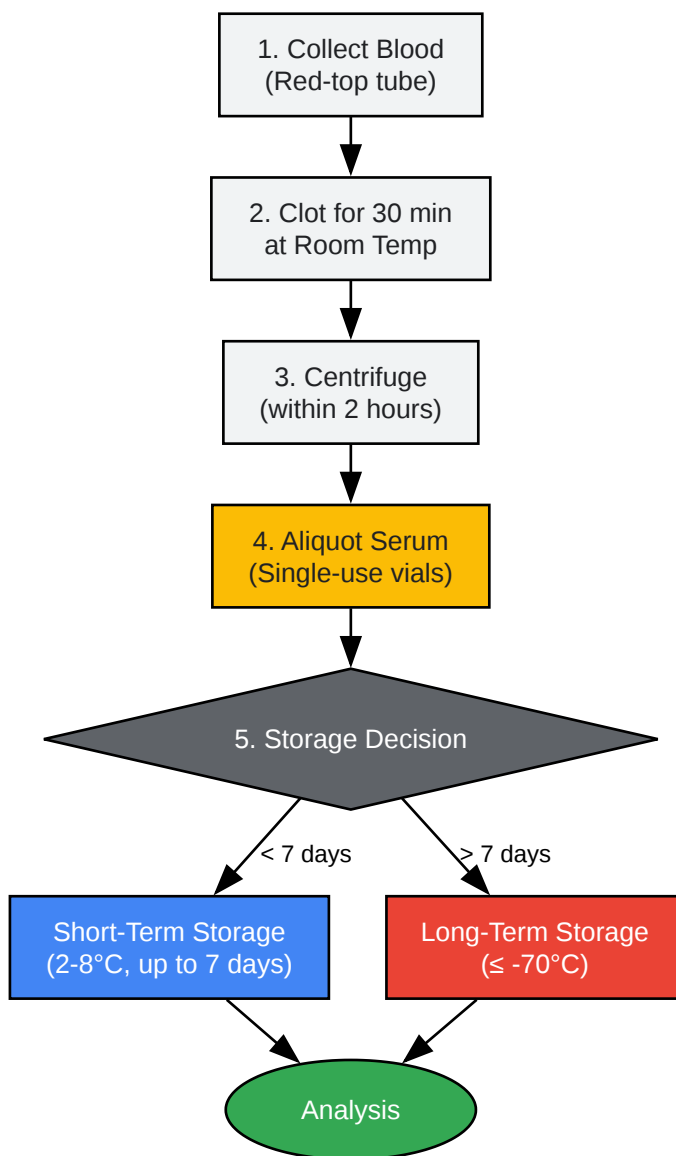 1. Collect Blood
(Red-top tube)
2. Clot for 30 min
at Room Temp
3. Centrifuge
(within 2 hours)
4. Aliquot Serum
(Single-use vials)
5. Storage Decision
< 7 days
> 7 days
Short-Term Storage
(2-8°C, up to 7 days)
Long-Term Storage
(≤ -70°C)
Analysis